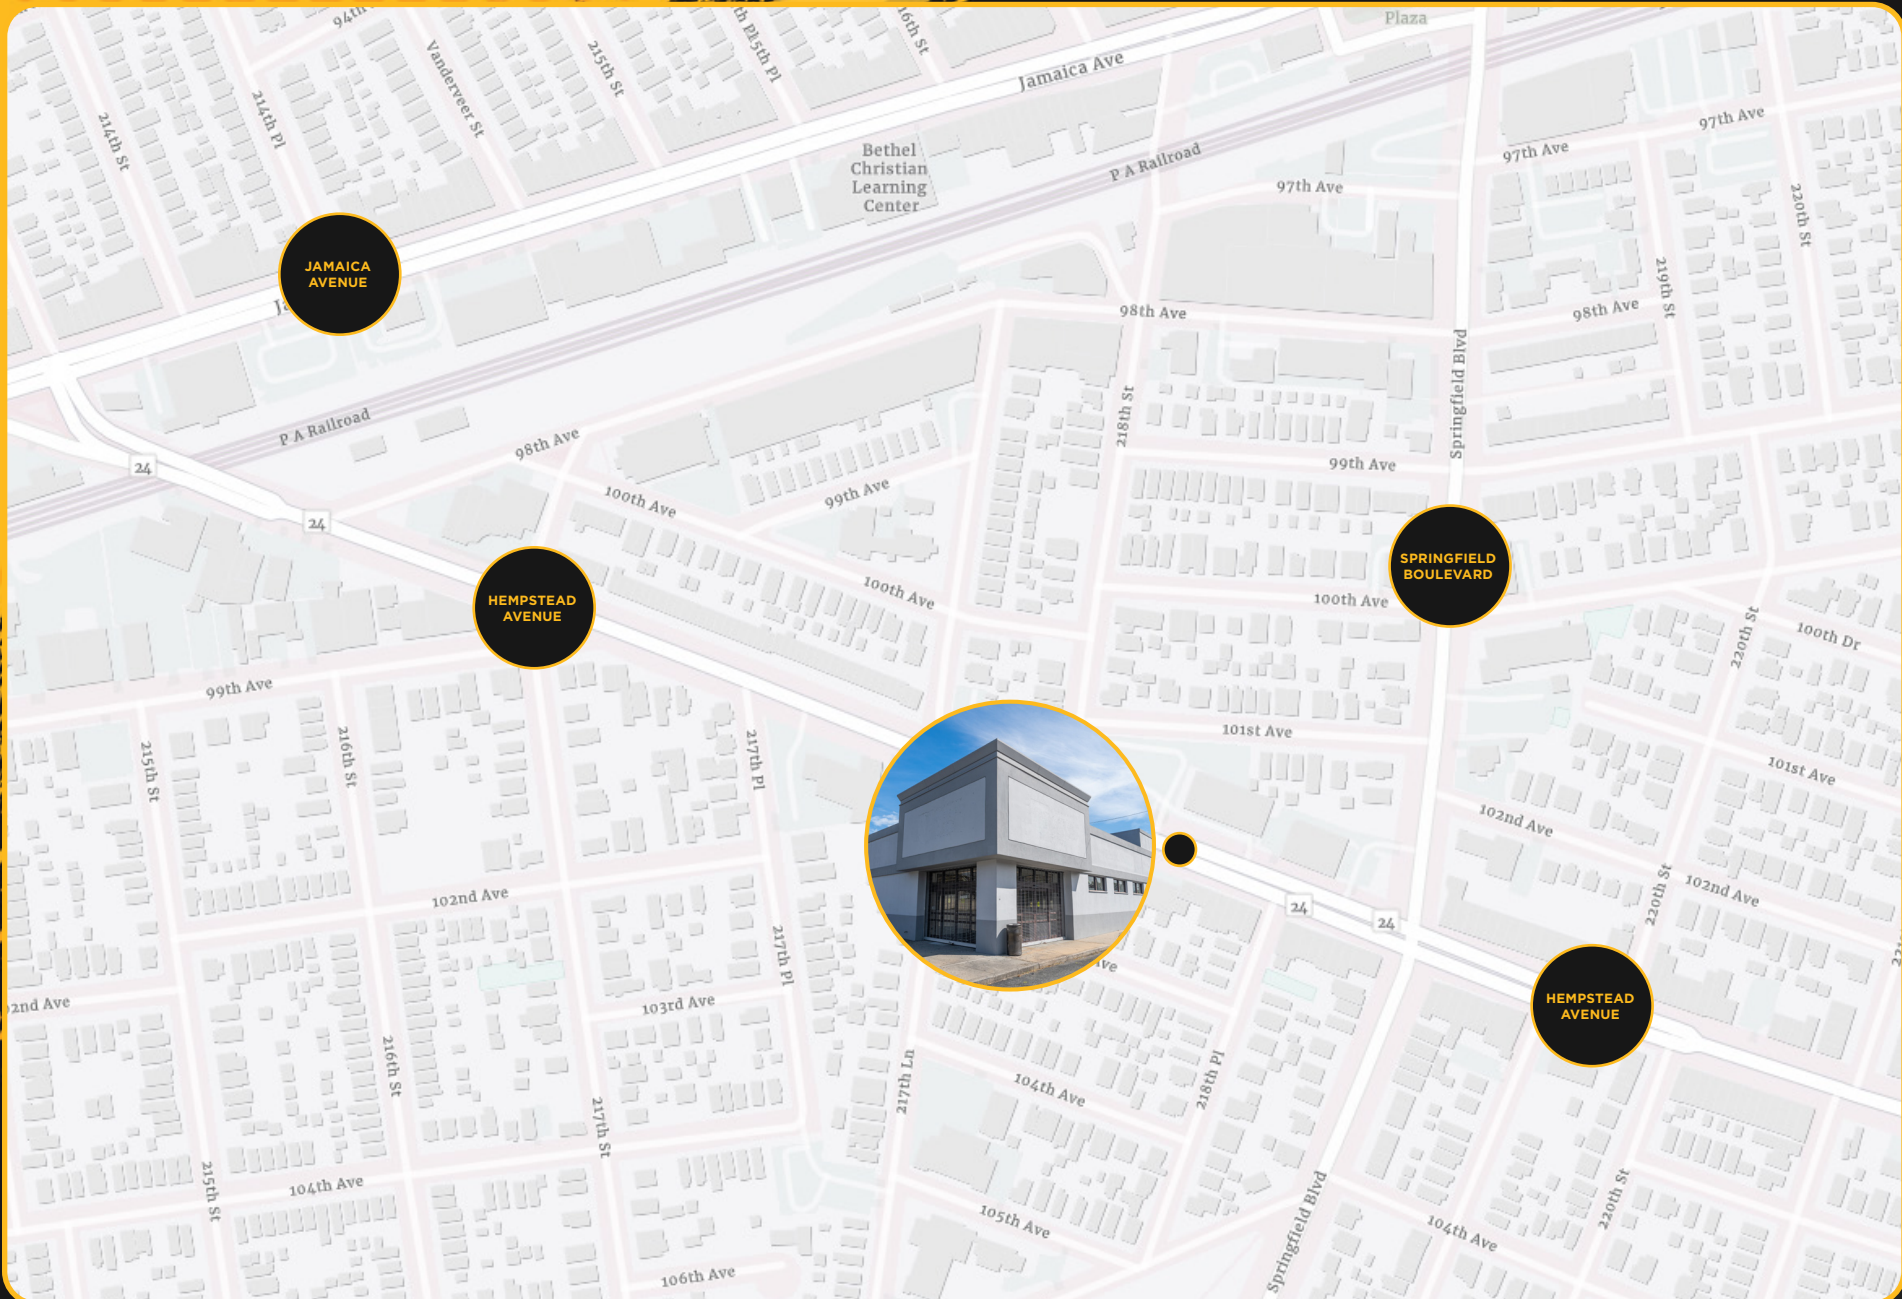 94th
Plaza
Vanderveer St
215th St
15th Pl
16th St
Jamaica Ave
214th St
214th Pl
97th Ave
97th Ave
Bethel
Christian
Learning
Center
P A Railroad
97th Ave
220th St
219th St
JAMAICA
AVENUE
98th Ave
98th Ave
Springfield Blvd
218th St
P A Railroad
98th Ave
24
99th Ave
99th Ave
100th Ave
24
SPRINGFIELD
BOULEVARD
HEMPSTEAD
AVENUE
100th Ave
100th Ave
100th Dr
220th St
99th Ave
101st Ave
215th St
216th St
217th Pl
101st Ave
102nd Ave
102nd Ave
102nd Ave
220th St
24
24
217th Pl
HEMPSTEAD
AVENUE
2nd Ave
103rd Ave
216th St
217th Ln
104th Ave
218th Pl
217th St
215th St
104th Ave
105th Ave
Springfield Blvd
104th Ave
220th St
106th Ave